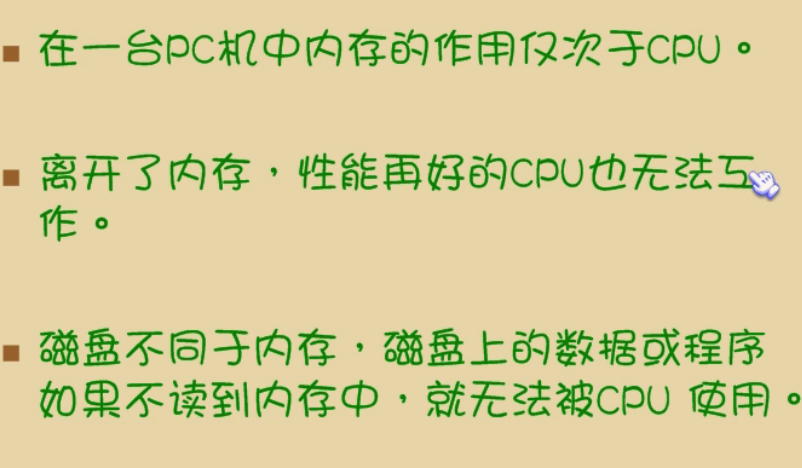 在一台PC机中内存的作用仅次于CPU。
离开了内存，性能再好的CPU也无法工
作。
磁盘不同于内存，磁盘上的数据或程序
如果不读到内存中，就无法被CPU 使用。